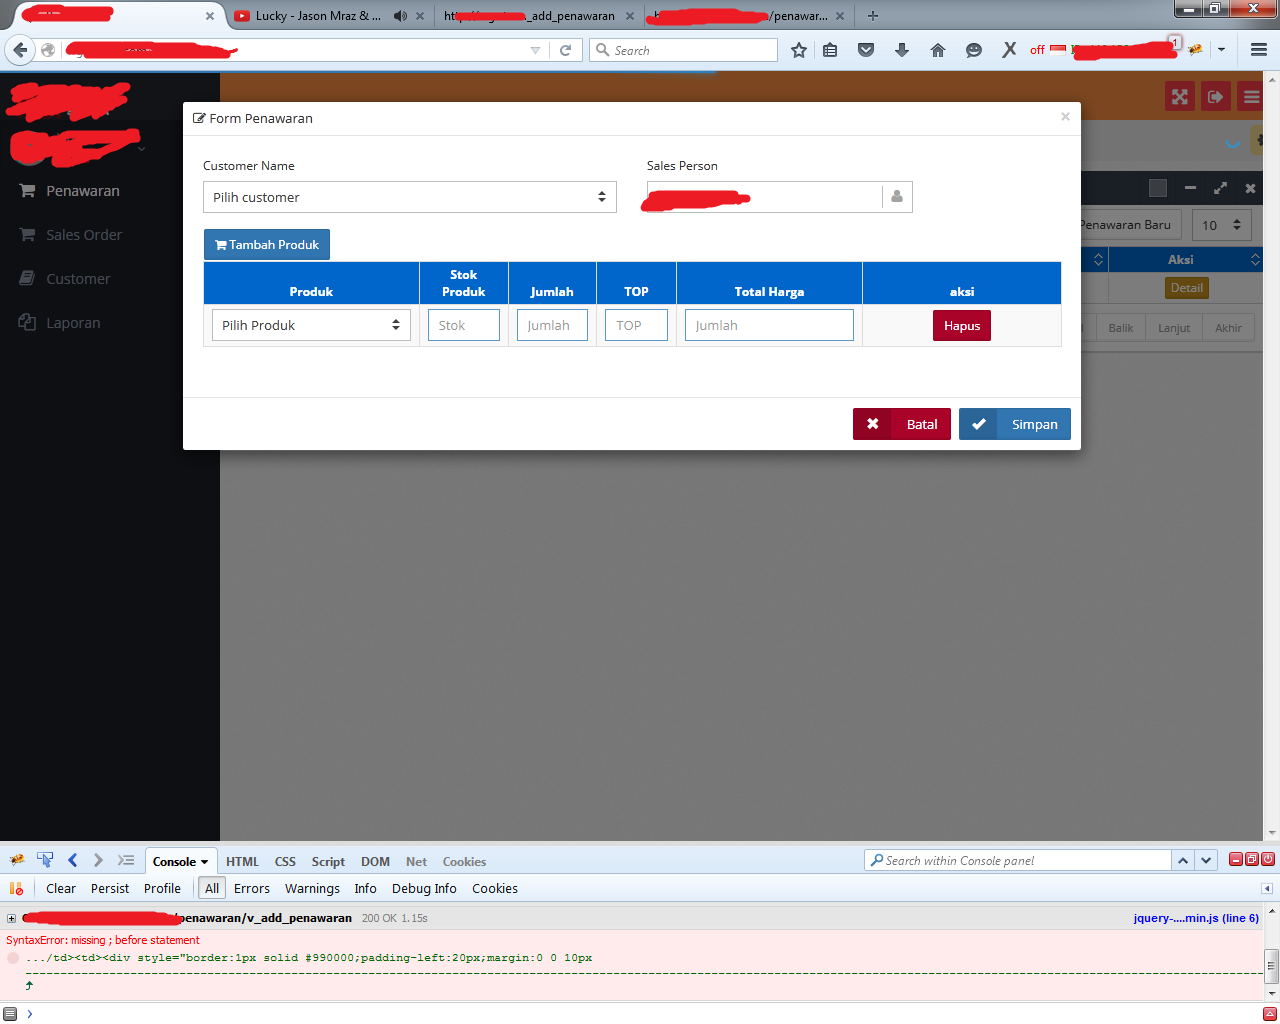 Lucky - Jason Mraz & ...
_add_penawaran
/penawar...
Search
off
1
Form Penawaran
Customer Name
Sales Person
Pilih customer
Penawaran
Sales Order
Customer
Laporan
Tambah Produk
Penawaran Baru
10
Produk
Stok
Produk
Jumlah
TOP
Total Harga
aksi
Aksi
Pilih Produk
Stok
Jumlah
TOP
Jumlah
Hapus
Detail
Balik
Lanjut
Akhir
Batal
Simpan
Console
HTML
CSS
Script
DOM
Net
Cookies
Search within Console panel
Clear
Persist
Profile
All
Errors
Warnings
Info
Debug Info
Cookies
/penawaran/v_add_penawaran
200 OK 1.15s
jquery-....min.js (line 6)
SyntaxError: missing ; before statement
.../td><td><div style="border:1px solid #990000;padding-left:20px;margin:0 0 10px